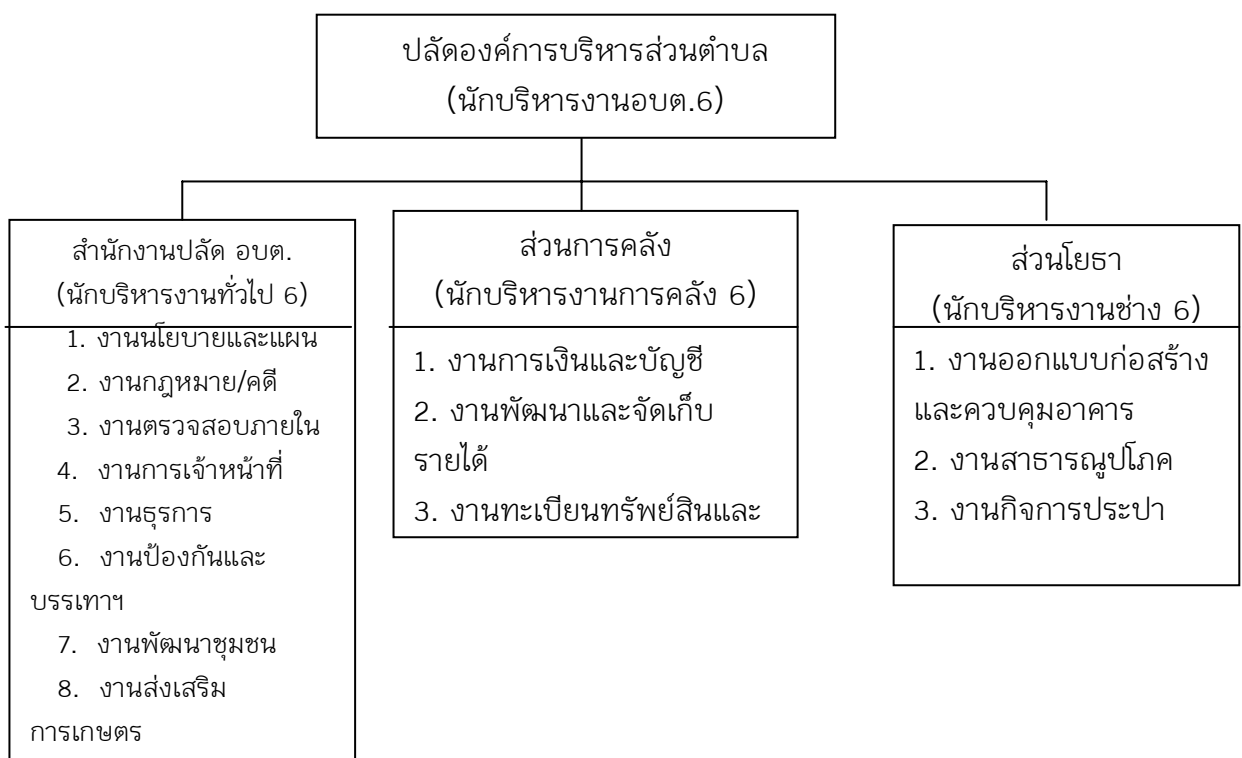 ปลัดองค์การบริหารส่วนตำบล
(นักบริหารงานอบต.6)
สำนักงานปลัด อบต.
(นักบริหารงานทั่วไป 6)
1. งานนโยบายและแผน
2. งานกฎหมาย/คดี
3. งานตรวจสอบภายใน
4. งานการเจ้าหน้าที่
5. งานธุรการ
6. งานป้องกันและ
บรรเทาฯ
7. งานพัฒนาชุมชน
8. งานส่งเสริม
การเกษตร
ส่วนการคลัง
(นักบริหารงานการคลัง 6)
1. งานการเงินและบัญชี
2. งานพัฒนาและจัดเก็บ
รายได้
3. งานทะเบียนทรัพย์สินและ
ส่วนโยธา
(นักบริหารงานช่าง 6)
1. งานออกแบบก่อสร้าง
และควบคุมอาคาร
2. งานสาธารณูปโภค
3. งานกิจการประปา